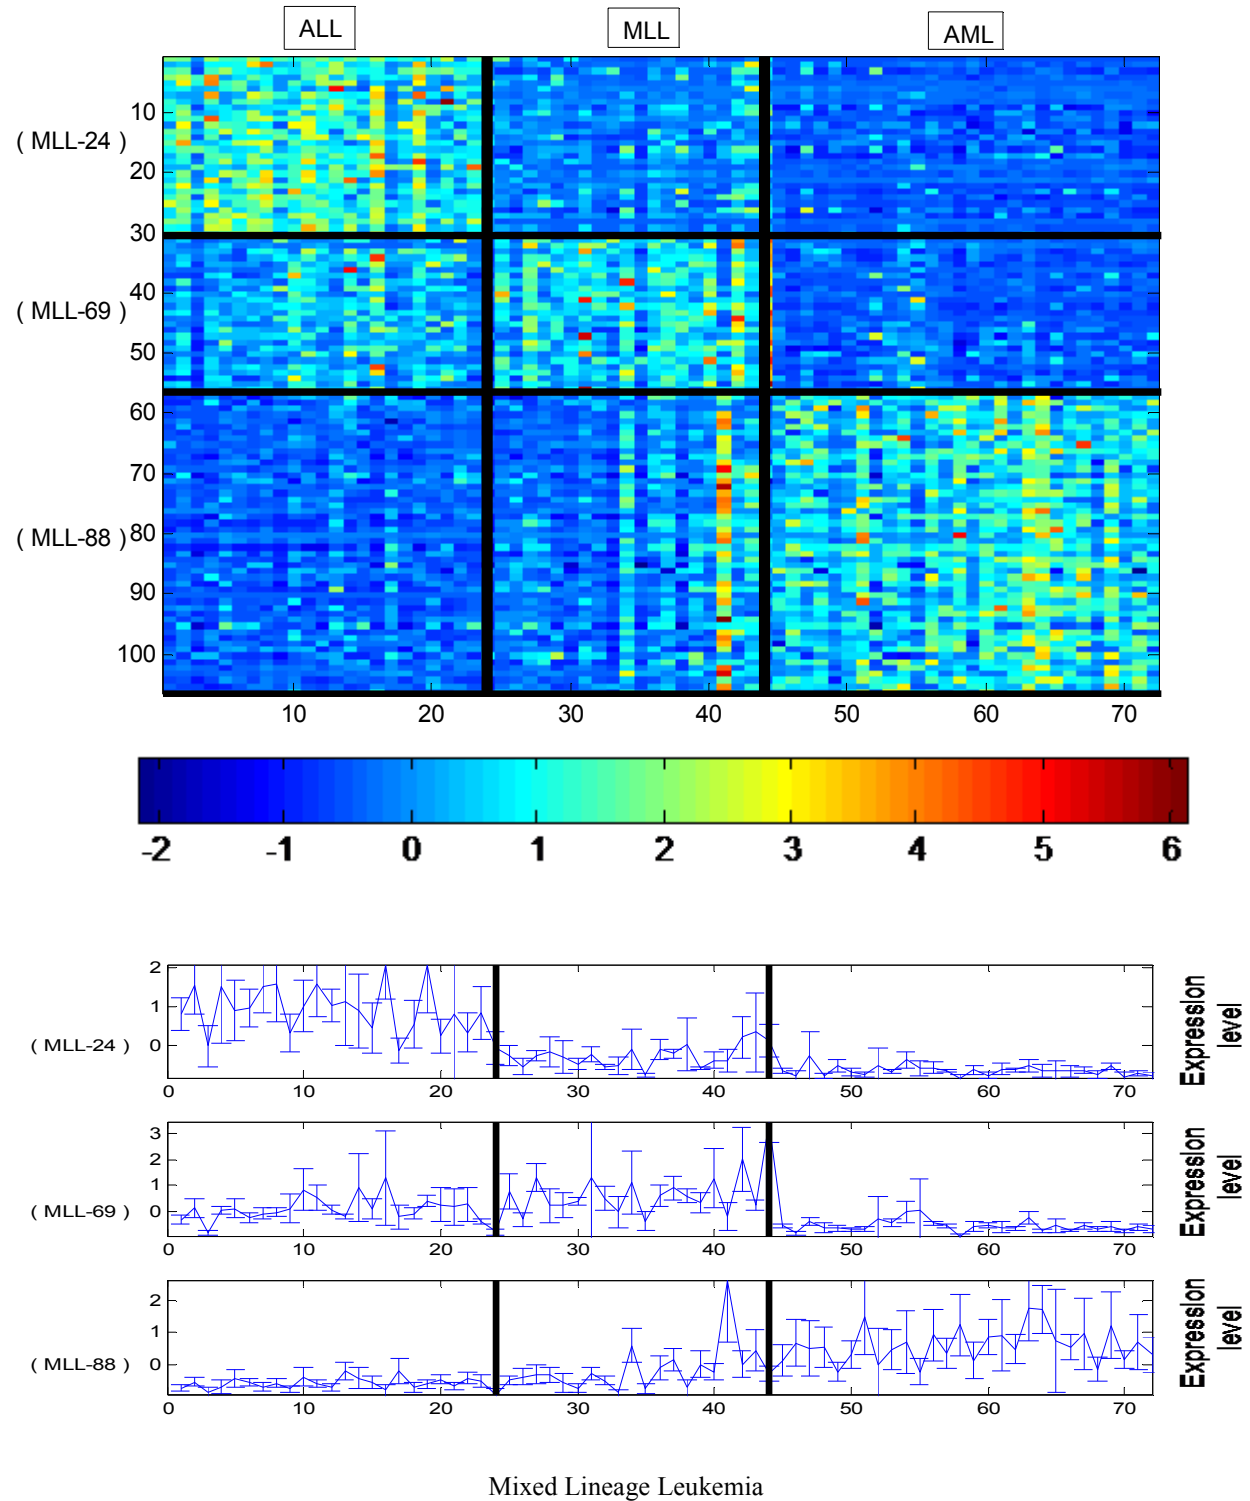 ALL MLL AML
10
( MLL-24 )
20
30
40
( MLL-69 )
50
60
70
( MLL-88 )
80
90
100
10 20 30 40 50 60 70
-2 -1 0 1 2 3 4 5 6
2
1
0
( MLL-24 )
Expression
level
0 10 20 30 40 50 60 70
3
2
1
0
( MLL-69 )
Expression
level
0 10 20 30 40 50 60 70
2
1
0
( MLL-88 )
Expression
level
0 10 20 30 40 50 60 70
Mixed Lineage Leukemia